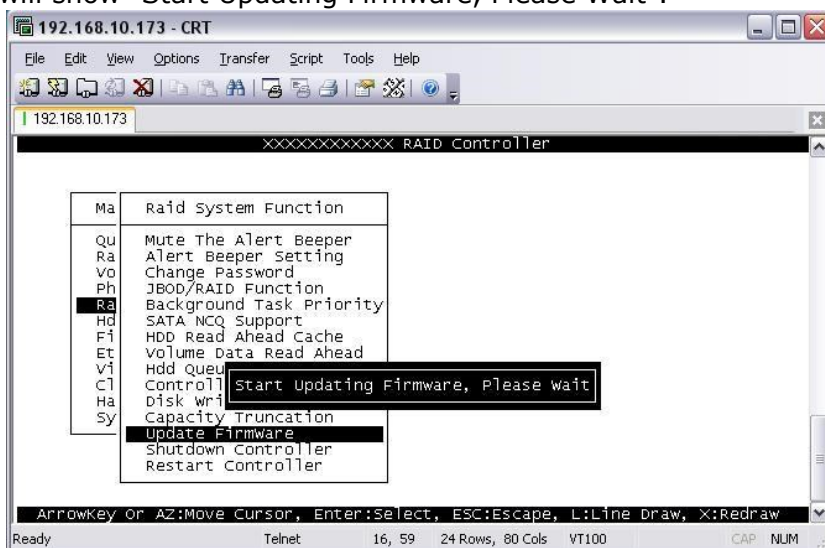 will show "Start Updating Firmware, Please Wait".
192.168.10.173 - CRT
File Edit View Options Transfer Script Tools Help
192.168.10.173
XXXXXXXXXXXX RAID Controller
Ma
Raid System Function
Qu
Mute The Alert Beeper
Ra
Alert Beeper Setting
Vo
Change Password
Ph
JBOD/RAID Function
Ra
Background Task Priority
Hd
SATA NCQ Support
Fi
HDD Read Ahead Cache
Et
Volume Data Read Ahead
Vi
Hdd Queu
Cl
Controll
Start Updating Firmware, Please Wait
Ha
Disk Wri
Sy
Capacity Truncation
Update Firmware
Shutdown Controller
Restart Controller
ArrowKey Or AZ:Move Cursor, Enter:Select, ESC:Escape, L:Line Draw, X:Redraw
Ready Telnet 16, 59 24 Rows, 80 Cols VT100 CAP NUM